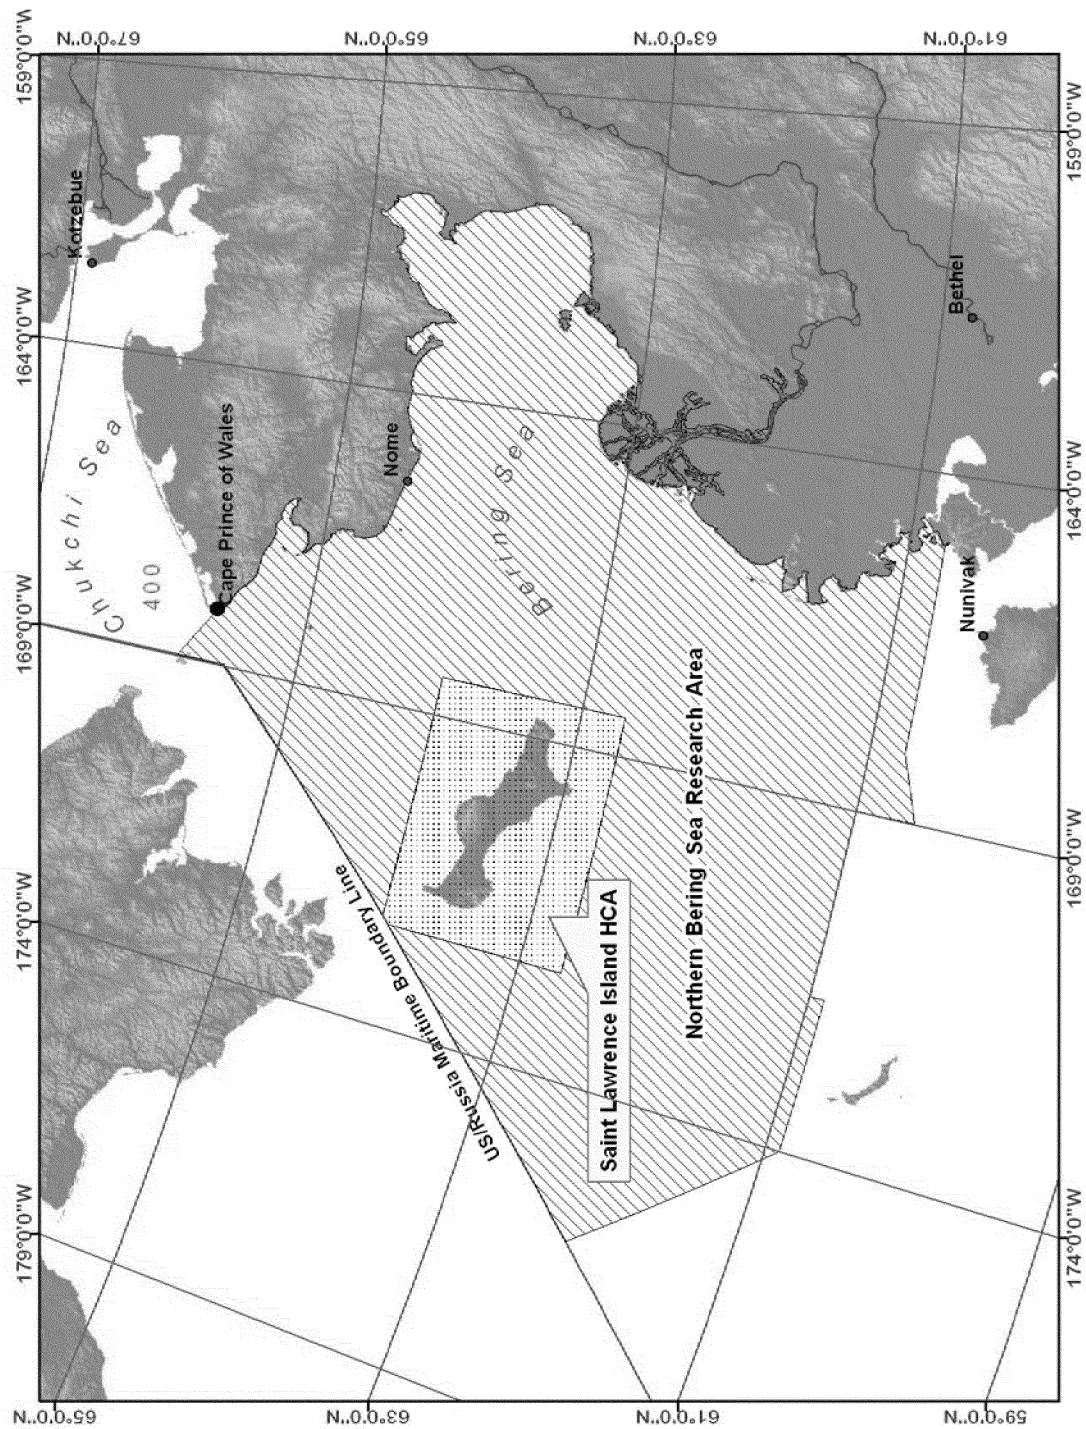 67°0'0"N
65°0'0"N
63°0'0"N
61°0'0"N
159°0'0"W
164°0'0"W
169°0'0"W
174°0'0"W
179°0'0"W
Kotzebue
Chukchi Sea
400
Cape Prince of Wales
Nome
Bering Sea
Bethel
Nunivak
Northern Bering Sea Research Area
US/Russia Maritime Boundary Line
Saint Lawrence Island HCA
159°0'0"W
164°0'0"W
169°0'0"W
174°0'0"W
65°0'0"N
63°0'0"N
61°0'0"N
59°0'0"N